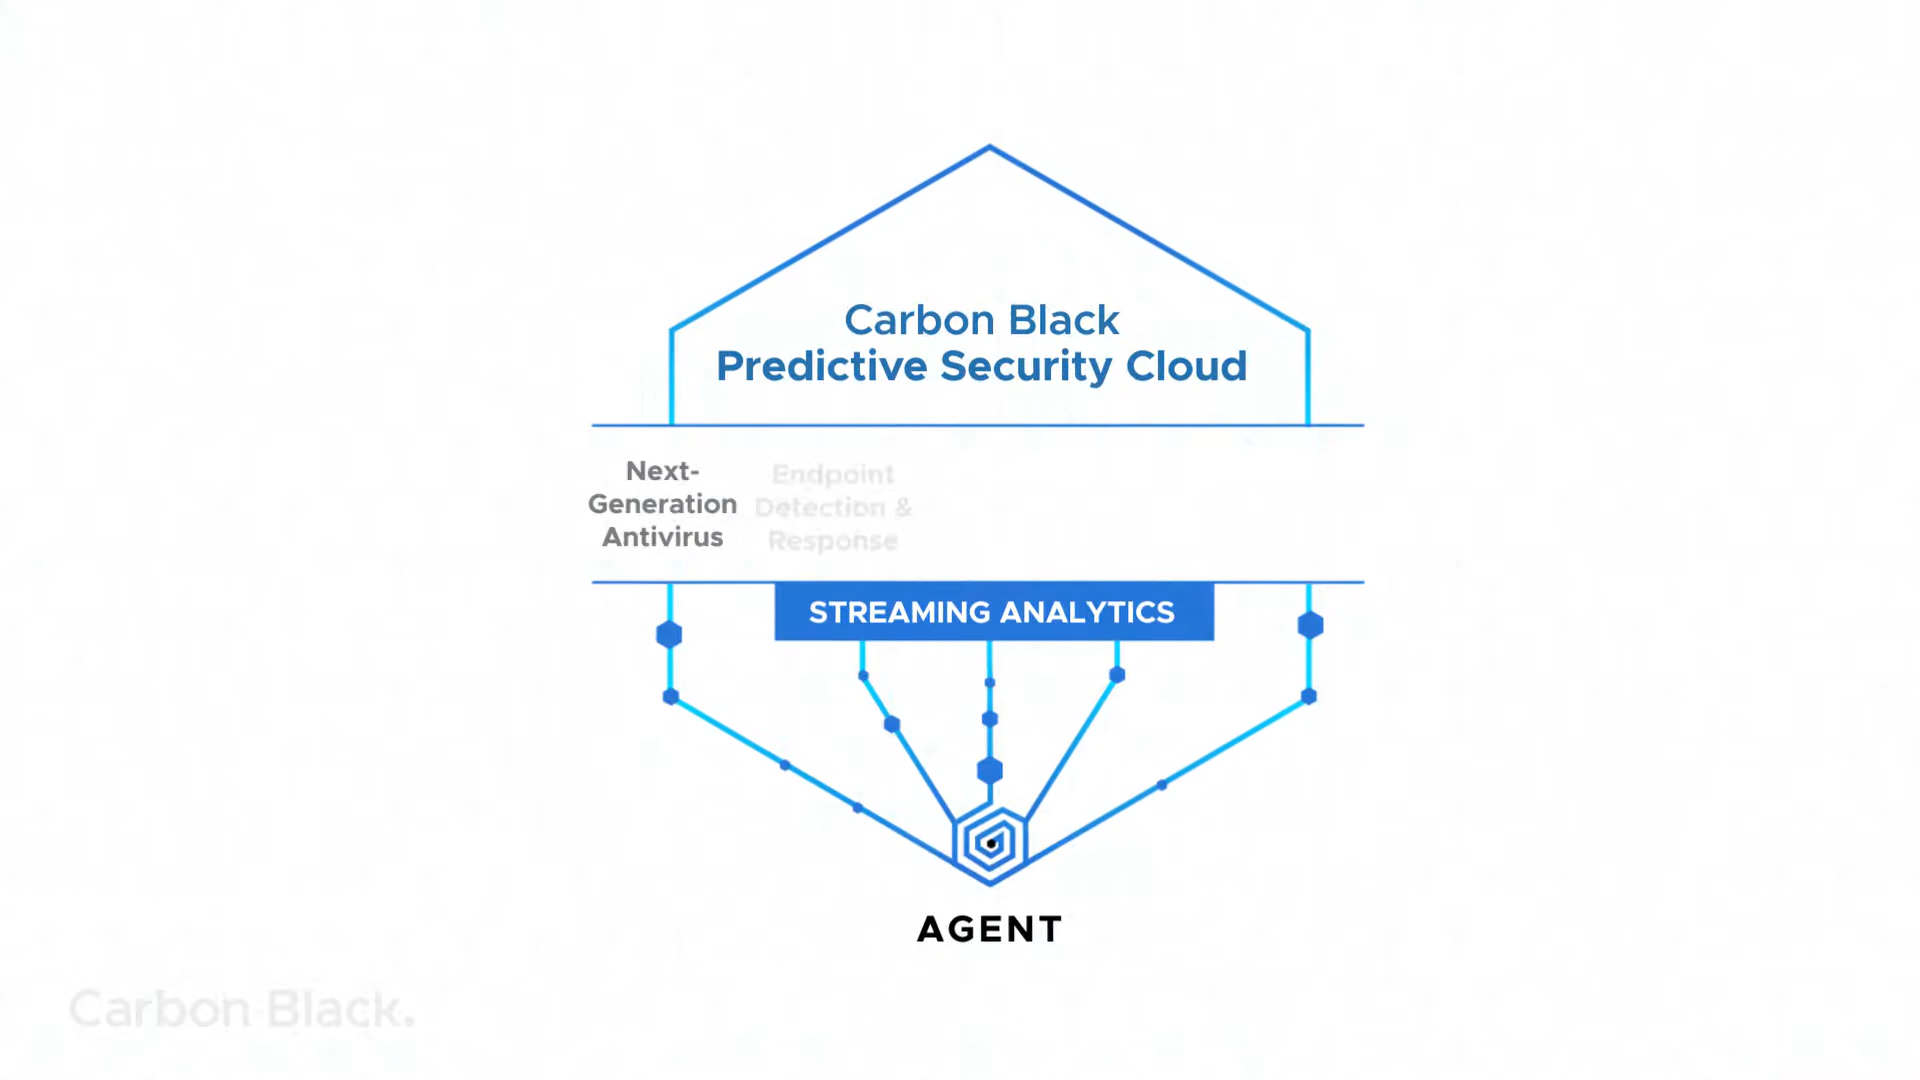 Carbon Black
Predictive Security Cloud
Next-
Generation
Antivirus
Endpoint
Detection &
Response
STREAMING ANALYTICS
AGENT
Carbon Black.